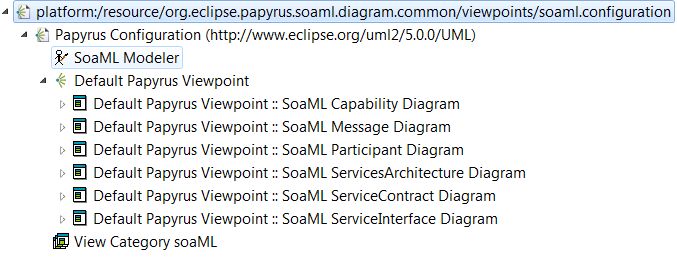 platform:/resource/org.eclipse.papyrus.soaml.diagram.common/viewpoints/soaml.configuration
Papyrus Configuration (http://www.eclipse.org/uml2/5.0.0/UML)
SoaML Modeler
Default Papyrus Viewpoint
Default Papyrus Viewpoint :: SoaML Capability Diagram
Default Papyrus Viewpoint :: SoaML Message Diagram
Default Papyrus Viewpoint :: SoaML Participant Diagram
Default Papyrus Viewpoint :: SoaML ServicesArchitecture Diagram
Default Papyrus Viewpoint :: SoaML ServiceContract Diagram
Default Papyrus Viewpoint :: SoaML ServiceInterface Diagram
View Category soaML